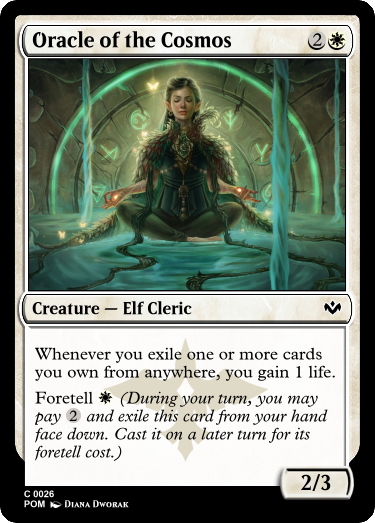 Oracle of the Cosmos 2
Creature — Elf Cleric
Whenever you exile one or more cards
you own from anywhere, you gain 1 life.
Foretell (During your turn, you may
pay 2 and exile this card from your hand
face down. Cast it on a later turn for its
foretell cost.)
2/3
C 0026
POM Diana Dworak